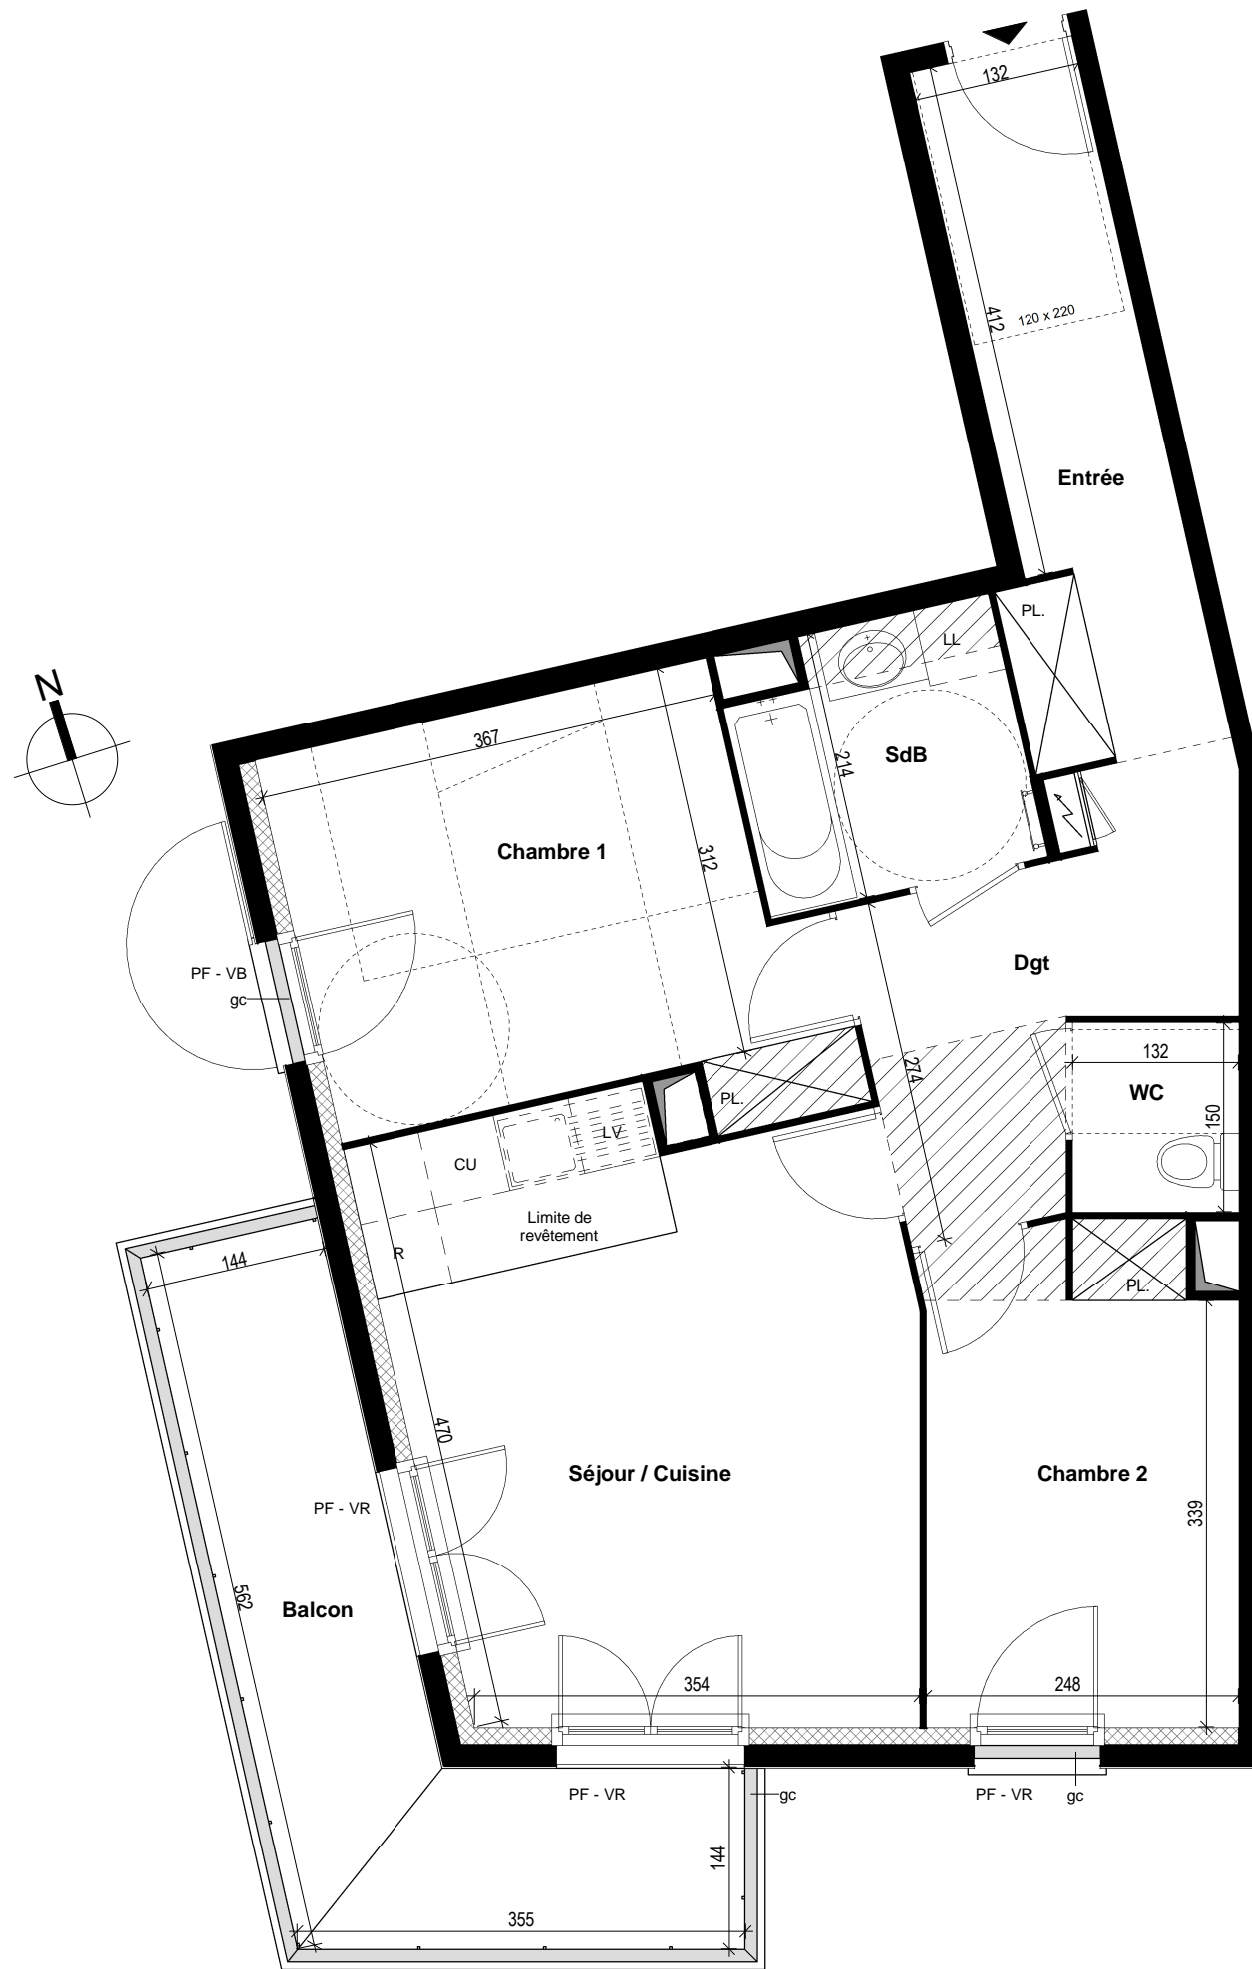 132
412
120 x 220
Entrée
PL.
LL
N
SdB
367
214
Chambre 1
312
Dgt
PF - VB
gc
274
132
WC
150
PL.
LV
CU
Limite de
revêtement
R
144
PL.
470
Séjour / Cuisine
Chambre 2
339
PF - VR
562
Balcon
354
248
PF - VR
gc
PF - VR
gc
144
355